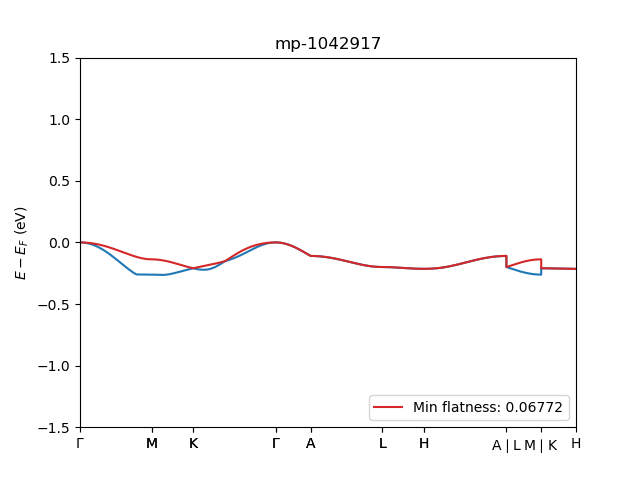 mp-1042917
E − E_F (eV)
1.5
1.0
0.5
0.0
−0.5
−1.0
−1.5
Min flatness: 0.06772
Γ M K Γ A L H A | L M | K H